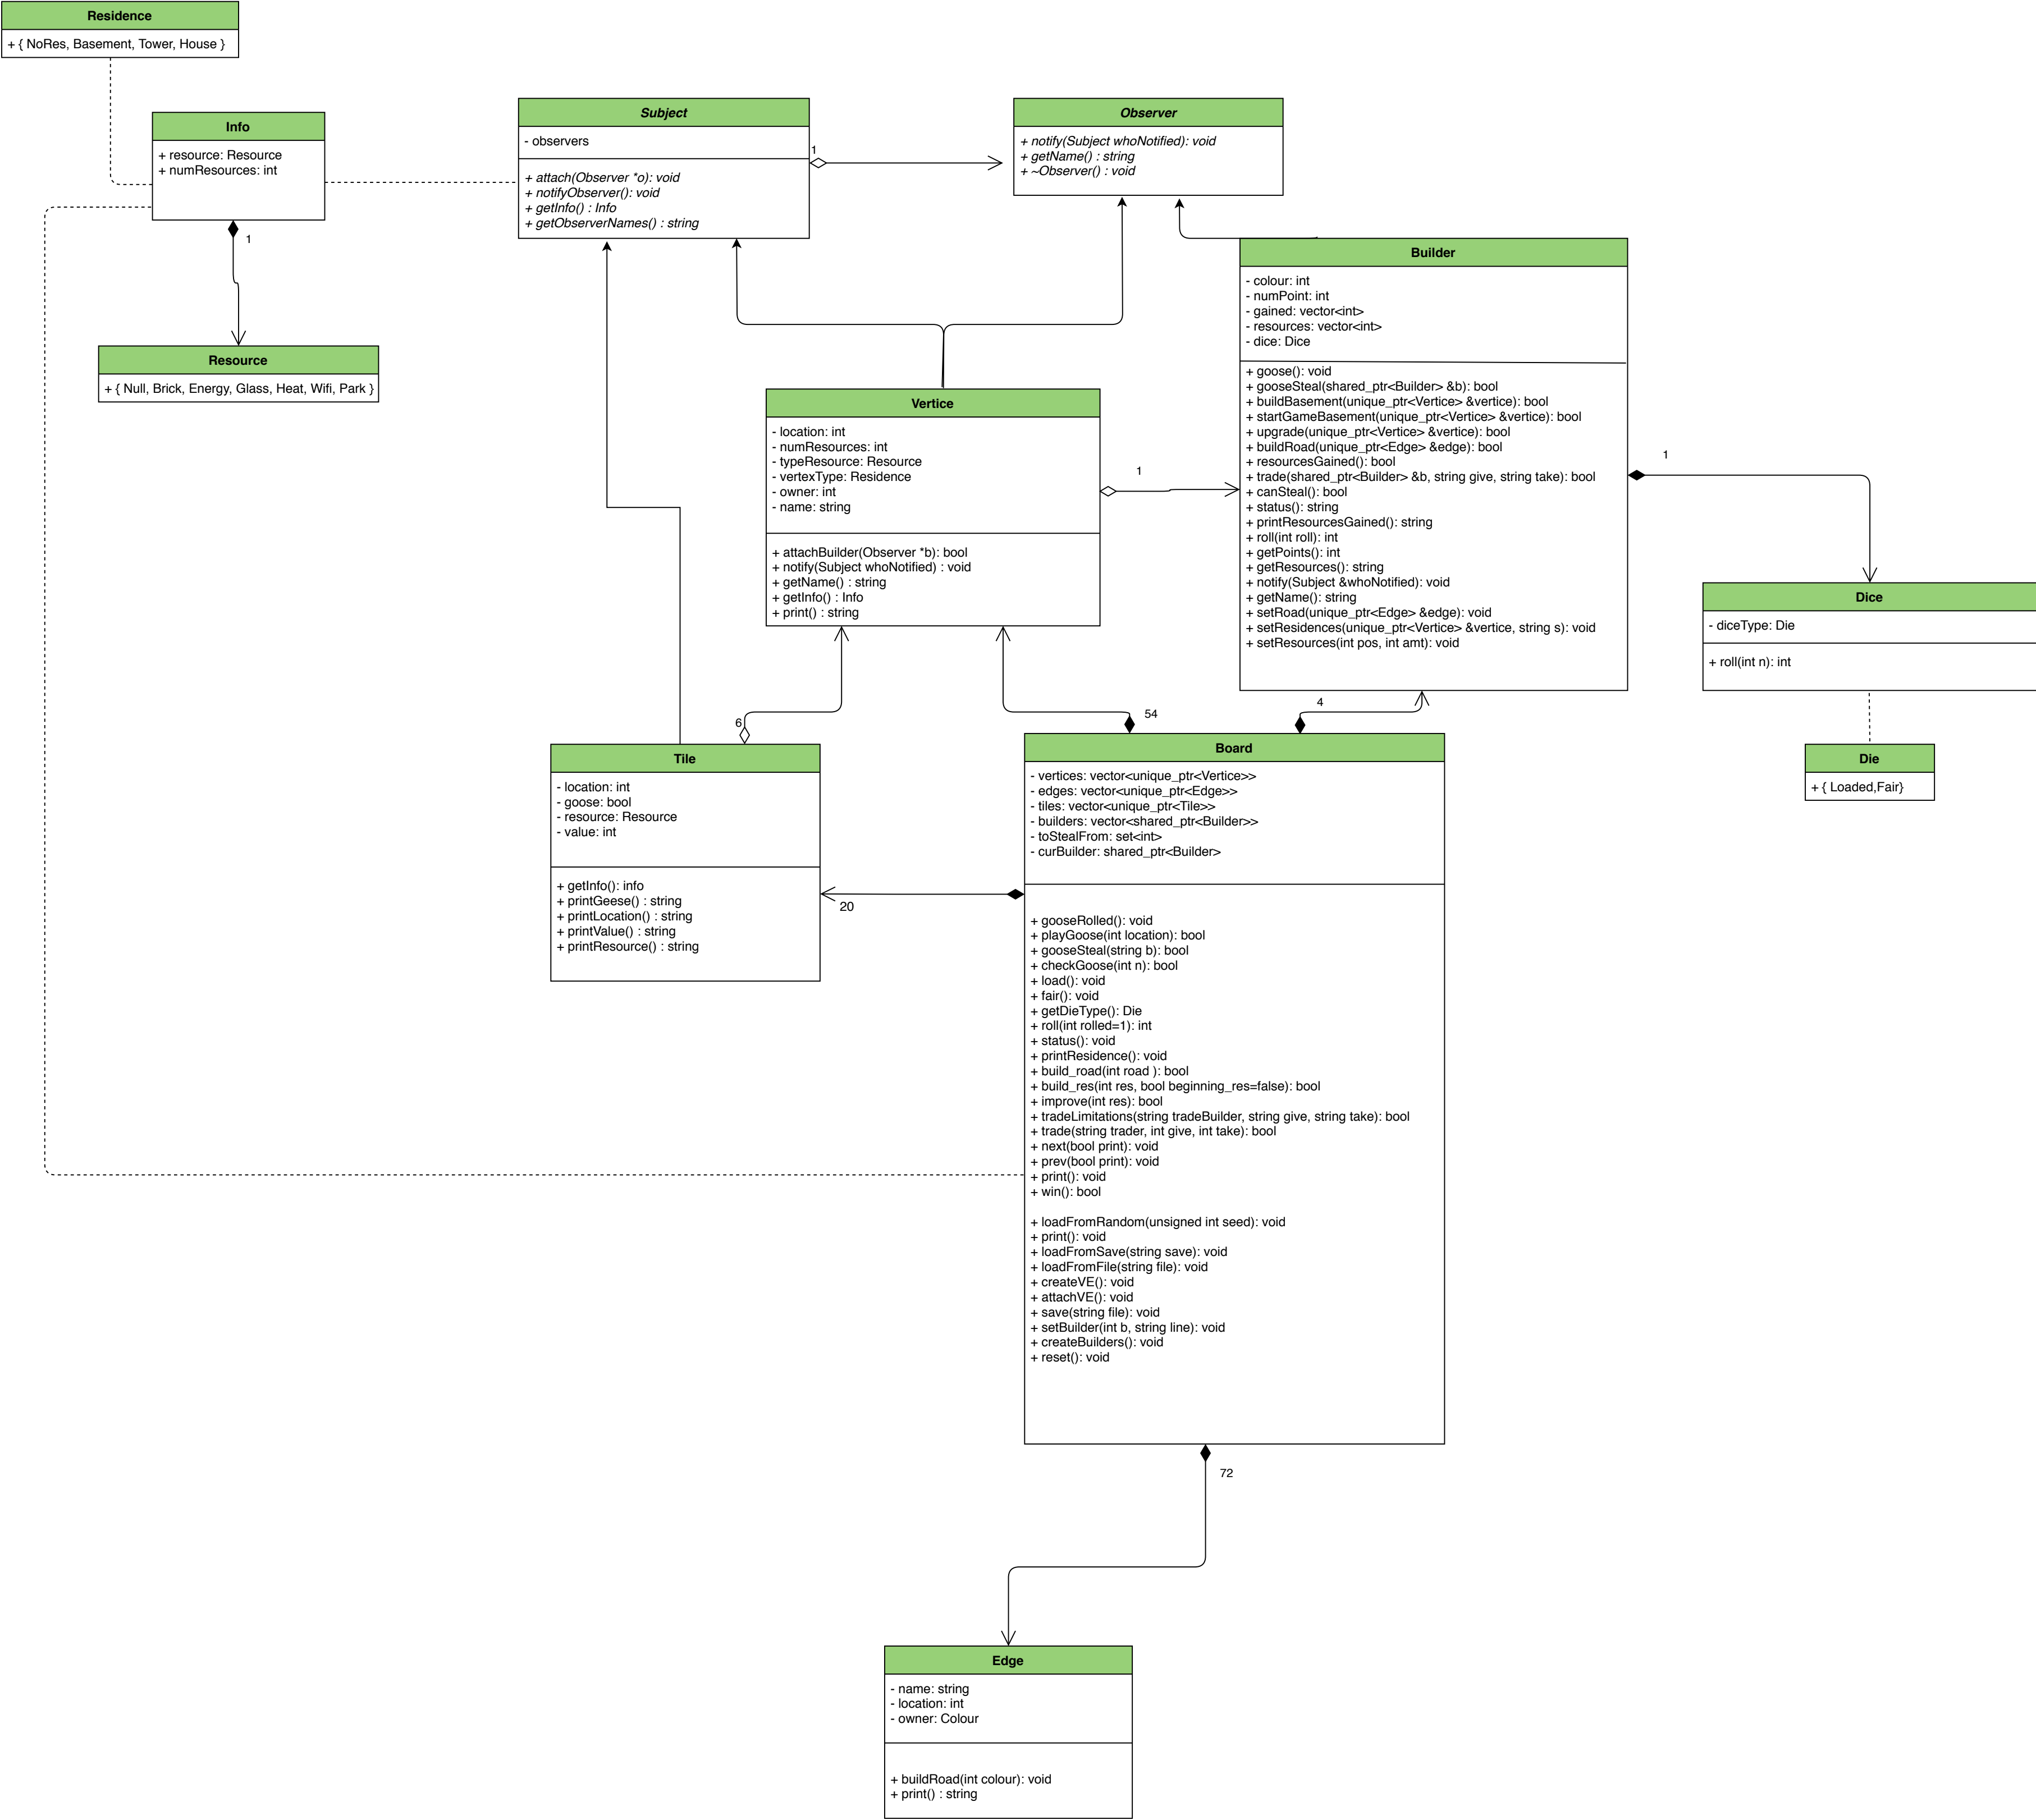 Residence
+ { NoRes, Basement, Tower, House }
Info
+ resource: Resource
+ numResources: int
1
Resource
+ { Null, Brick, Energy, Glass, Heat, Wifi, Park }
Subject
- observers
+ attach(Observer *o): void
+ notifyObserver(): void
+ getInfo() : Info
+ getObserverNames() : string
1
Observer
+ notify(Subject whoNotified): void
+ getName() : string
+ ~Observer() : void
Builder
- colour: int
- numPoint: int
- gained: vector<int>
- resources: vector<int>
- dice: Dice
+ goose(): void
+ gooseSteal(shared_ptr<Builder> &b): bool
+ buildBasement(unique_ptr<Vertice> &vertice): bool
+ startGameBasement(unique_ptr<Vertice> &vertice): bool
+ upgrade(unique_ptr<Vertice> &vertice): bool
+ buildRoad(unique_ptr<Edge> &edge): bool
+ resourcesGained(): bool
+ trade(shared_ptr<Builder> &b, string give, string take): bool
+ canSteal(): bool
+ status(): string
+ printResourcesGained(): string
+ roll(int roll): int
+ getPoints(): int
+ getResources(): string
+ notify(Subject &whoNotified): void
+ getName(): string
+ setRoad(unique_ptr<Edge> &edge): void
+ setResidences(unique_ptr<Vertice> &vertice, string s): void
+ setResources(int pos, int amt): void
1
Vertice
- location: int
- numResources: int
- typeResource: Resource
- vertexType: Residence
- owner: int
- name: string
+ attachBuilder(Observer *b): bool
+ notify(Subject whoNotified) : void
+ getName() : string
+ getInfo() : Info
+ print() : string
1
Dice
- diceType: Die
+ roll(int n): int
Die
+ { Loaded,Fair}
6
54
4
Tile
- location: int
- goose: bool
- resource: Resource
- value: int
+ getInfo(): info
+ printGeese() : string
+ printLocation() : string
+ printValue() : string
+ printResource() : string
20
Board
- vertices: vector<unique_ptr<Vertice>>
- edges: vector<unique_ptr<Edge>>
- tiles: vector<unique_ptr<Tile>>
- builders: vector<shared_ptr<Builder>>
- toStealFrom: set<int>
- curBuilder: shared_ptr<Builder>
+ gooseRolled(): void
+ playGoose(int location): bool
+ gooseSteal(string b): bool
+ checkGoose(int n): bool
+ load(): void
+ fair(): void
+ getDieType(): Die
+ roll(int rolled=1): int
+ status(): void
+ printResidence(): void
+ build_road(int road ): bool
+ build_res(int res, bool beginning_res=false): bool
+ improve(int res): bool
+ tradeLimitations(string tradeBuilder, string give, string take): bool
+ trade(string trader, int give, int take): bool
+ next(bool print): void
+ prev(bool print): void
+ print(): void
+ win(): bool
+ loadFromRandom(unsigned int seed): void
+ print(): void
+ loadFromSave(string save): void
+ loadFromFile(string file): void
+ createVE(): void
+ attachVE(): void
+ save(string file): void
+ setBuilder(int b, string line): void
+ createBuilders(): void
+ reset(): void
72
Edge
- name: string
- location: int
- owner: Colour
+ buildRoad(int colour): void
+ print() : string